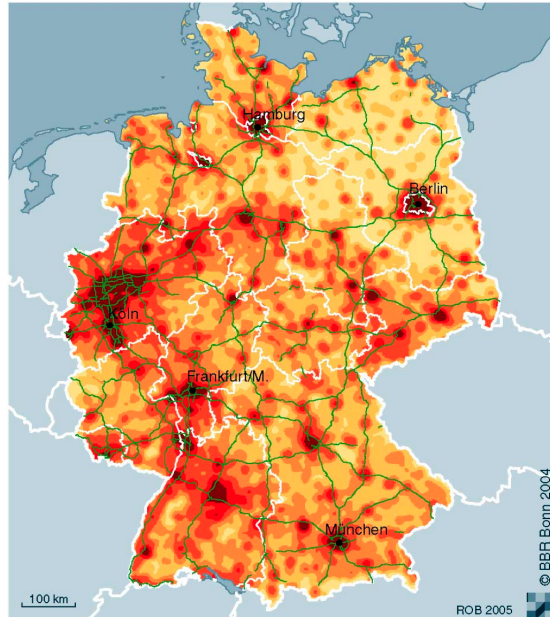 Hamburg
Berlin
Köln
Frankfurt/M.
München
100 km
ROB 2005
© BBR Bonn 2004